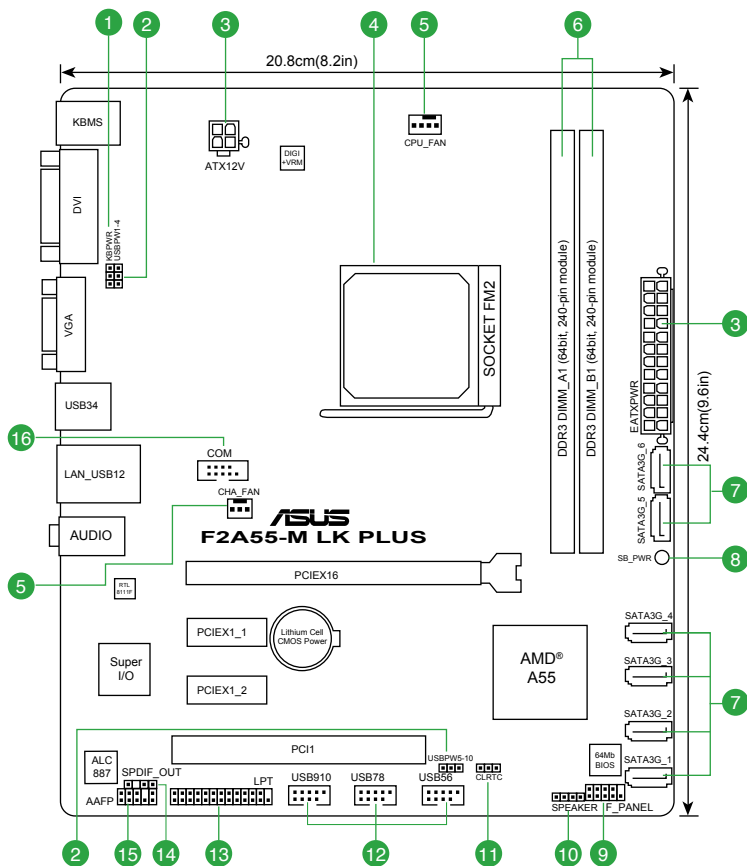 1
2
3
4
5
6
20.8cm(8.2in)
KBMS
ATX12V
DIGI
+VRM
CPU_FAN
DVI
KBPWR
USBPW1-4
2
VGA
SOCKET FM2
DDR3 DIMM_A1 (64bit, 240-pin module)
DDR3 DIMM_B1 (64bit, 240-pin module)
EATXPWR
3
24.4cm(9.6in)
USB34
16
COM
LAN_USB12
CHA_FAN
SATA3G_6
SATA3G_5
7
AUDIO
ASUS
F2A55-M LK PLUS
SB_PWR
8
5
RTL
8111F
PCIEX16
PCIEX1_1
Lithium Cell
CMOS Power
Super
I/O
PCIEX1_2
AMD®
A55
SATA3G_4
SATA3G_3
7
SATA3G_2
SATA3G_1
PCI1
USBPW5-10
CLRTC
64Mb
BIOS
ALC
887
SPDIF_OUT
AAFP
LPT
USB910
USB78
USB56
SPEAKER
F_PANEL
2
15
14
13
12
11
10
9